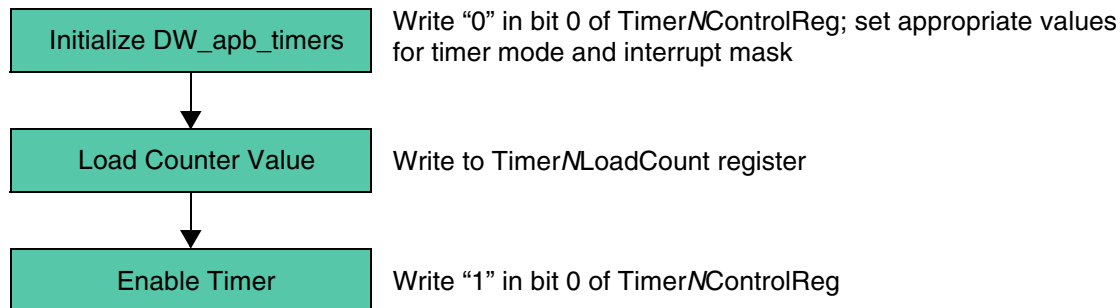 Initialize DW_apb_timers
Write “0” in bit 0 of TimerNControlReg; set appropriate values
for timer mode and interrupt mask
Load Counter Value
Write to TimerNLoadCount register
Enable Timer
Write “1” in bit 0 of TimerNControlReg